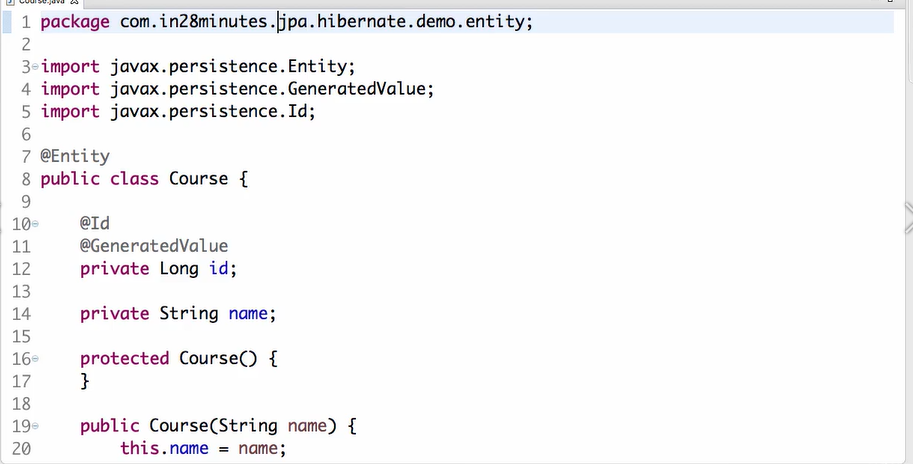 Course.java
1 package com.in28minutes.jpa.hibernate.demo.entity;
2
3 import javax.persistence.Entity;
4 import javax.persistence.GeneratedValue;
5 import javax.persistence.Id;
6
7 @Entity
8 public class Course {
9
10 @Id
11 @GeneratedValue
12 private Long id;
13
14 private String name;
15
16 protected Course() {
17 }
18
19 public Course(String name) {
20 this.name = name;